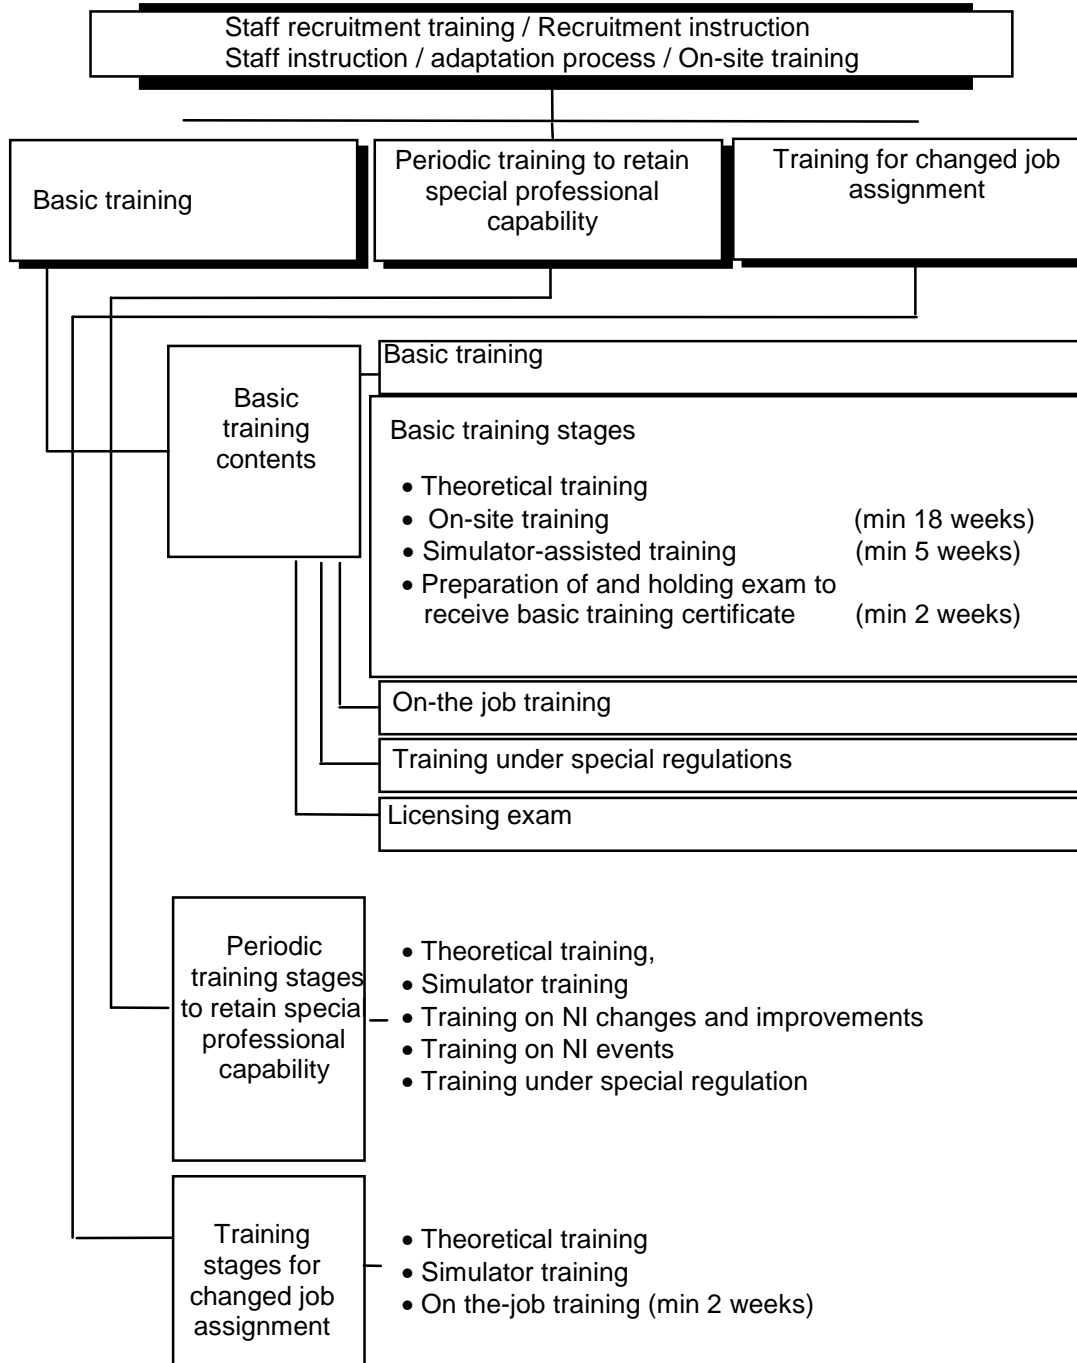 Staff recruitment training / Recruitment instruction
Staff instruction / adaptation process / On-site training
Basic training
Periodic training to retain
special professional
capability
Training for changed job
assignment
Basic
training
contents
Basic training
Basic training stages
• Theoretical training
• On-site training (min 18 weeks)
• Simulator-assisted training (min 5 weeks)
• Preparation of and holding exam to
receive basic training certificate (min 2 weeks)
On-the job training
Training under special regulations
Licensing exam
Periodic
training stages
to retain special
professional
capability
• Theoretical training,
• Simulator training
• Training on NI changes and improvements
• Training on NI events
• Training under special regulation
Training
stages for
changed job
assignment
• Theoretical training
• Simulator training
• On the-job training (min 2 weeks)